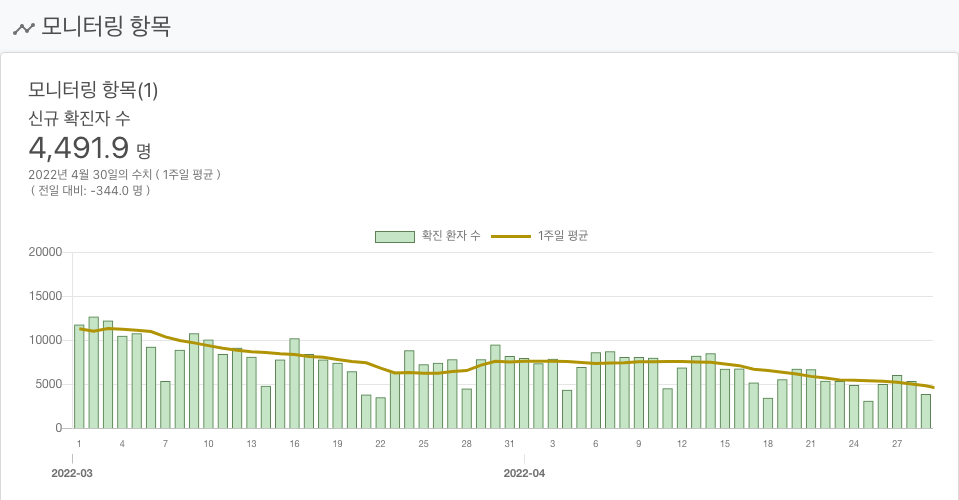 모니터링 항목
모니터링 항목(1)
신규 확진자 수
4,491.9 명
2022년 4월 30일의 수치 ( 1주일 평균 )
( 전일 대비: -344.0 명 )
확진 환자 수 1주일 평균
20000
15000
10000
5000
0
1 4 7 10 13 16 19 22 25 28 31 3 6 9 12 15 18 21 24 27
2022-03 2022-04